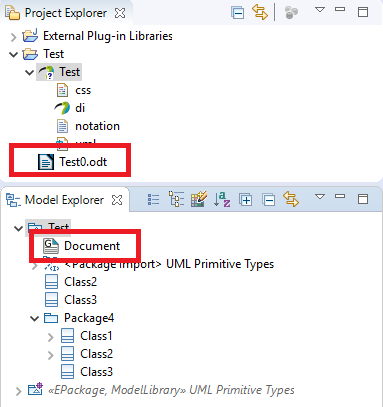 Project Explorer
External Plug-in Libraries
Test
Test
css
di
notation
uml
Test0.odt
Model Explorer
Test
Document
<Package Import> UML Primitive Types
Class2
Class3
Package4
Class1
Class2
Class3
«EPackage, ModelLibrary» UML Primitive Types